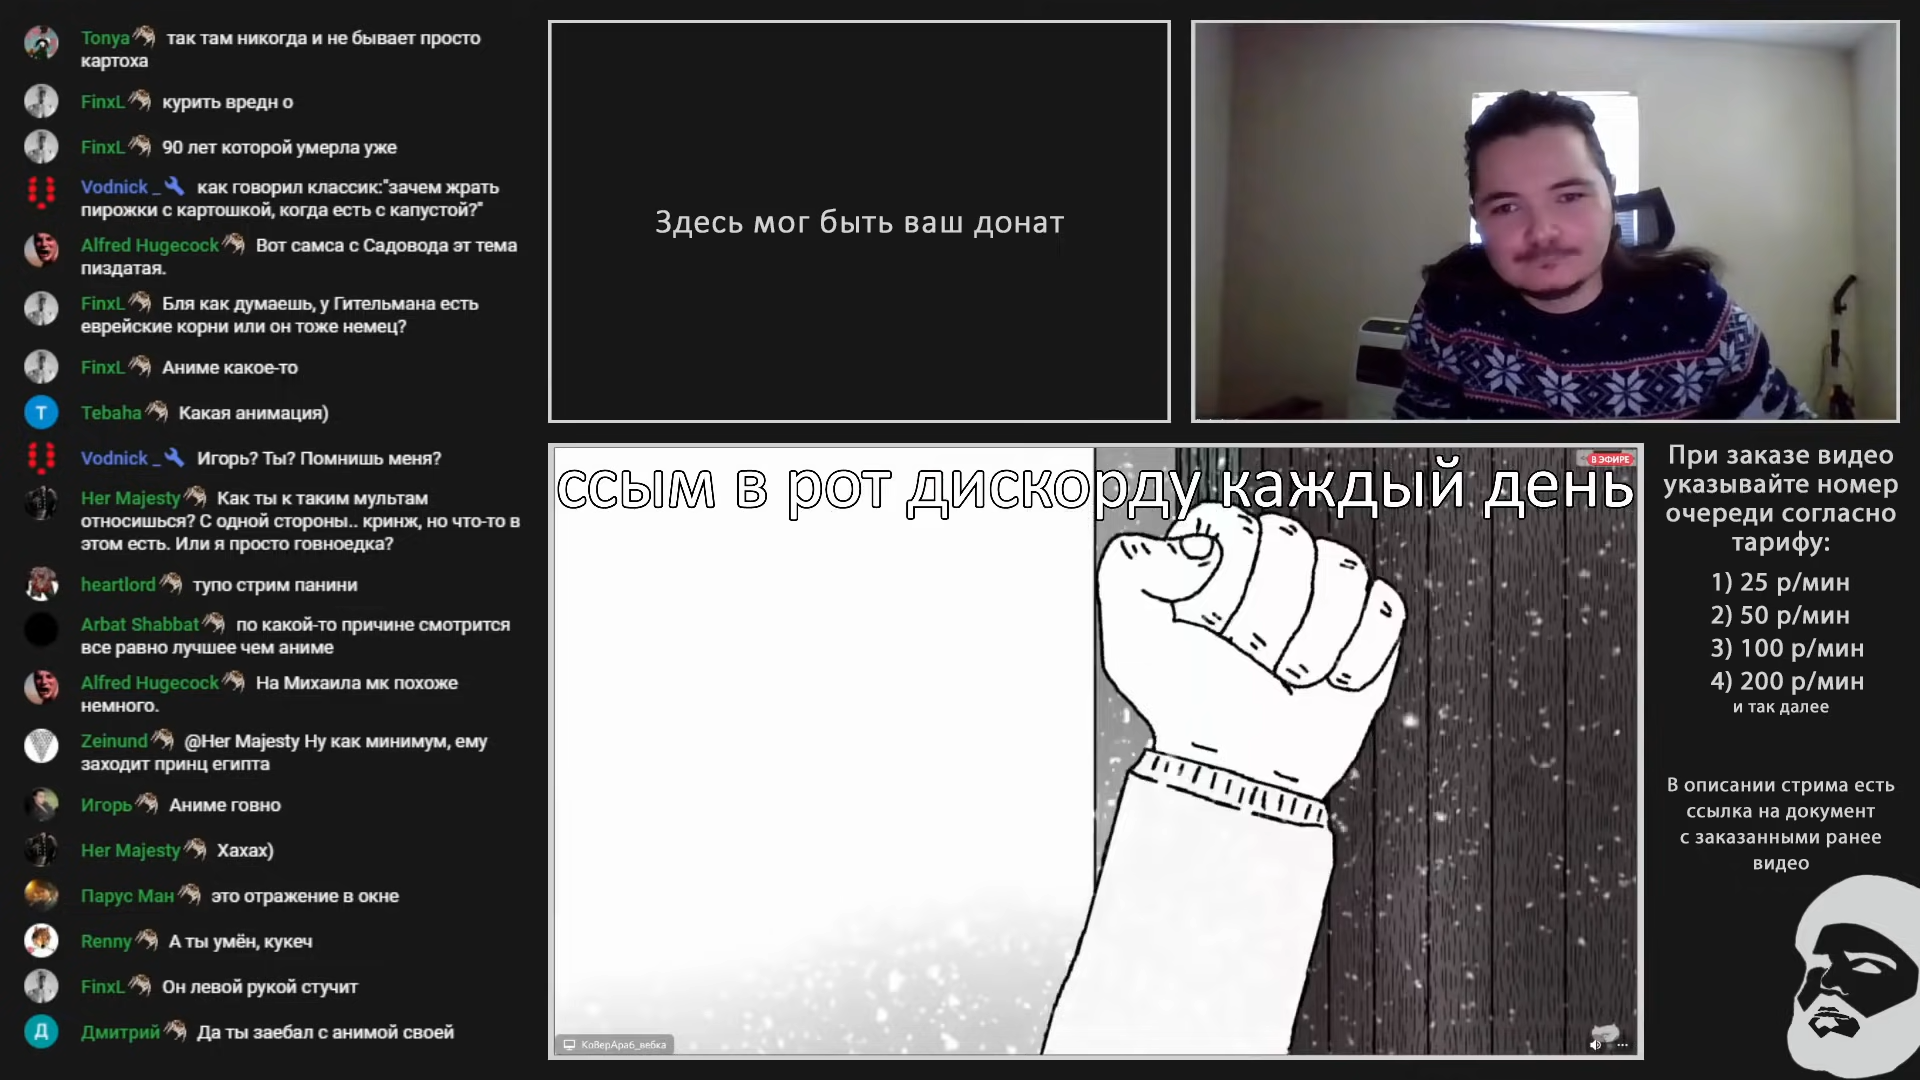 Tonya так там никогда и не бывает просто
картоха
FinxL курить вредн о
FinxL 90 лет которой умерла уже
Vodnick _ как говорил классик:"зачем жрать
пирожки с картошкой, когда есть с капустой?"
Alfred Hugecock Вот самса с Садовода эт тема
пиздатая.
FinxL Бля как думаешь, у Гительмана есть
еврейские корни или он тоже немец?
FinxL Аниме какое-то
T
Tebaha Какая анимация)
Vodnick _ Игорь? Ты? Помнишь меня?
Her Majesty Как ты к таким мультам
относишься? С одной стороны.. кринж, но что-то в
этом есть. Или я просто говноедка?
heartlord тупо стрим панини
Arbat Shabbat по какой-то причине смотрится
все равно лучшее чем аниме
Alfred Hugecock На Михаила мк похоже
немного.
Zeinund @Her Majesty Ну как минимум, ему
заходит принц египта
Игорь Аниме говно
Her Majesty Хахах)
Парус Ман это отражение в окне
Renny А ты умён, кукеч
FinxL Он левой рукой стучит
Д
Дмитрий Да ты заебал с анимой своей
Здесь мог быть ваш донат
В ЭФИРЕ
ссым в рот дискорду каждый день
КоВерАраб_вебка
При заказе видео
указывайте номер
очереди согласно
тарифу:
1) 25 р/мин
2) 50 р/мин
3) 100 р/мин
4) 200 р/мин
и так далее
В описании стрима есть
ссылка на документ
с заказанными ранее
видео